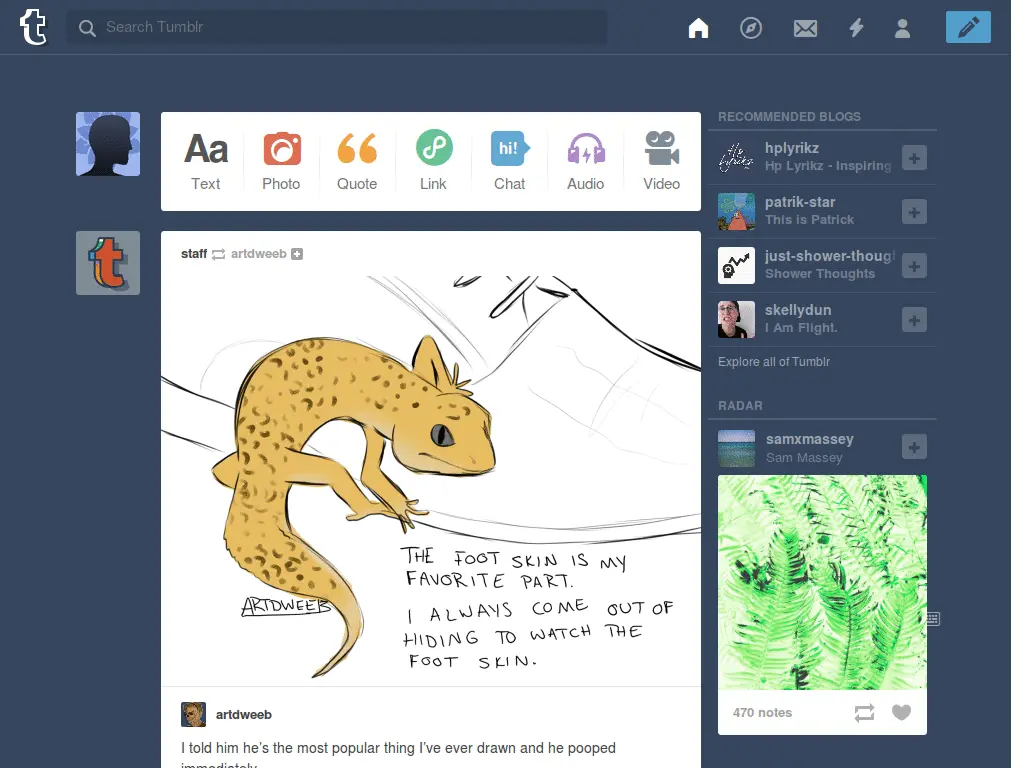 Search Tumblr
Aa
Text
Photo
Quote
Link
hi!
Chat
Audio
Video
staff artdweeb
THE FOOT SKIN IS MY
FAVORITE PART.
I ALWAYS COME OUT OF
HIDING TO WATCH THE
FOOT SKIN.
ARTDWEEB
artdweeb
I told him he's the most popular thing I've ever drawn and he pooped
immediately
RECOMMENDED BLOGS
hplyrikz
Hp Lyrikz - Inspiring
patrik-star
This is Patrick
just-shower-thoug
Shower Thoughts
skellydun
I Am Flight.
Explore all of Tumblr
RADAR
samxmassey
Sam Massey
470 notes